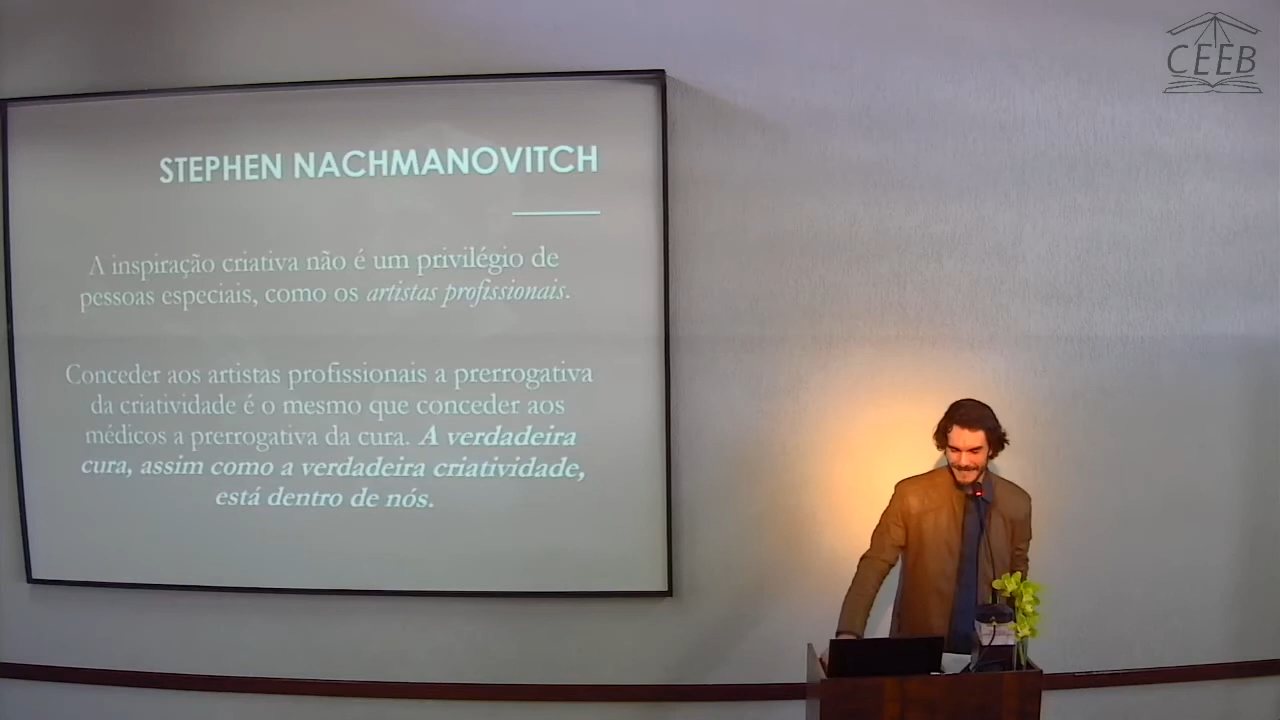 CEEB
STEPHEN NACHMANOVITCH
A inspiração criativa não é um privilégio de
pessoas especiais, como os artistas profissionais.
Conceder aos artistas profissionais a prerrogativa
da criatividade é o mesmo que conceder aos
médicos a prerrogativa da cura. A verdadeira
cura, assim como a verdadeira criatividade,
está dentro de nós.